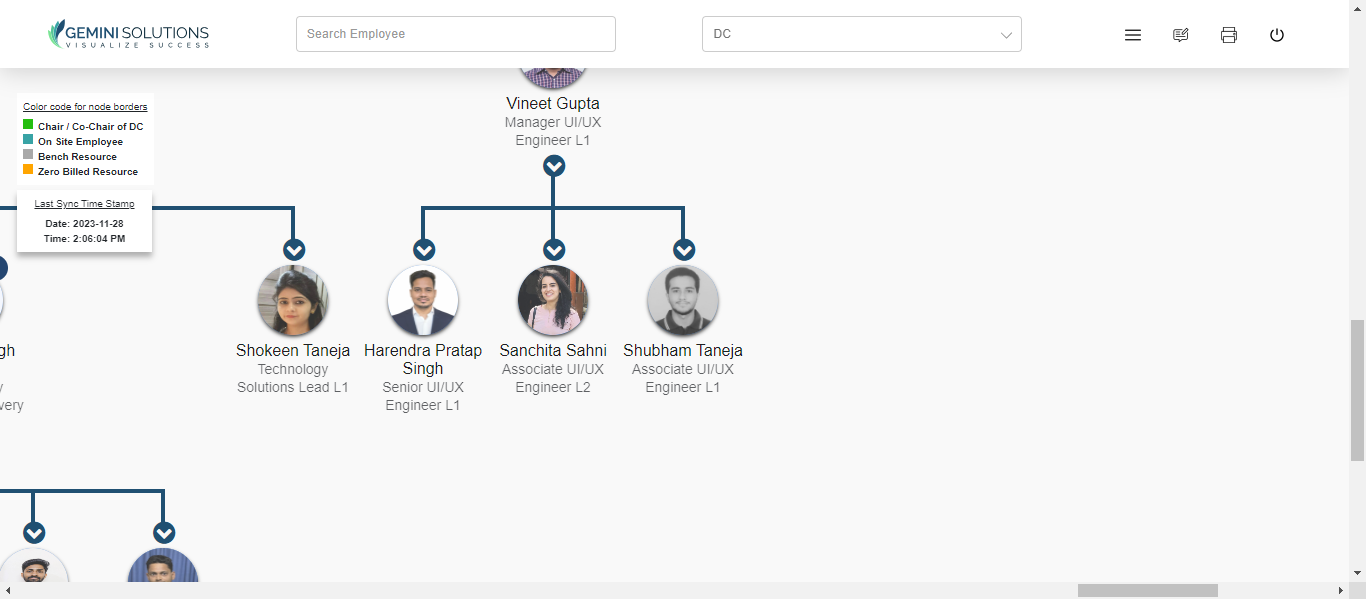 GEMINI SOLUTIONS
VISUALIZE SUCCESS
Search Employee
DC
Color code for node borders
Chair / Co-Chair of DC
On Site Employee
Bench Resource
Zero Billed Resource
Last Sync Time Stamp
Date: 2023-11-28
Time: 2:06:04 PM
Vineet Gupta
Manager UI/UX
Engineer L1
gh
y
very
Shokeen Taneja
Technology
Solutions Lead L1
Harendra Pratap
Singh
Senior UI/UX
Engineer L1
Sanchita Sahni
Associate UI/UX
Engineer L2
Shubham Taneja
Associate UI/UX
Engineer L1